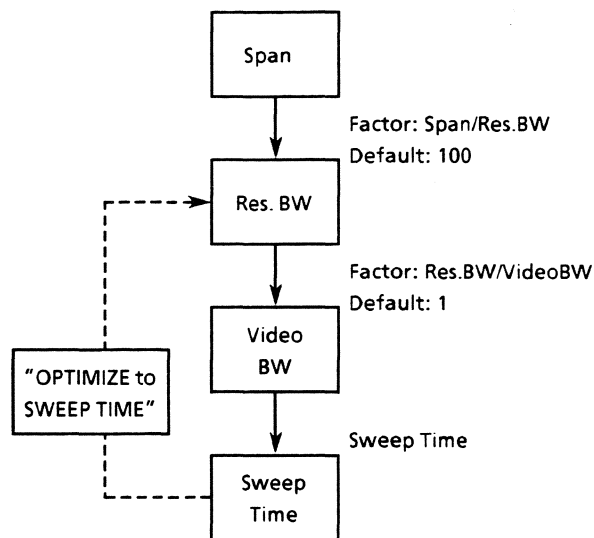 Span
Factor: Span/Res.BW
Default: 100
Res. BW
Factor: Res.BW/VideoBW
Default: 1
Video
BW
"OPTIMIZE to
SWEEP TIME"
Sweep Time
Sweep
Time